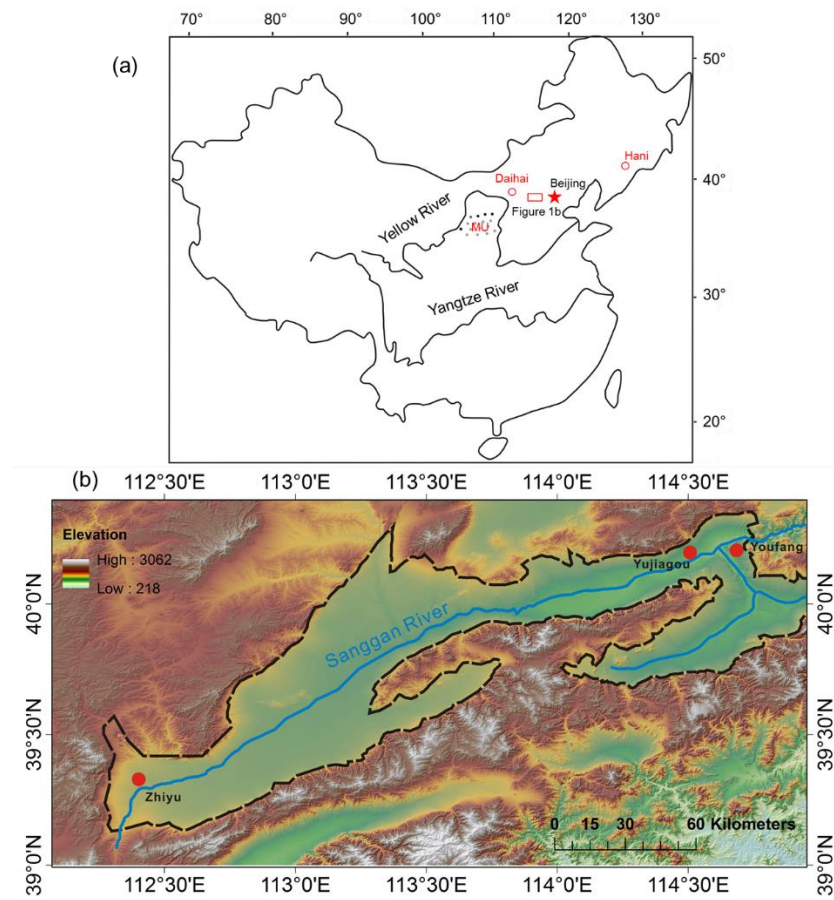 70° 80° 90° 100° 110° 120° 130°
(a)
50°
Hani
40°
Daihai
Beijing
Figure 1b
Yellow River
MU
30°
Yangtze River
20°
(b)
112°30'E 113°0'E 113°30'E 114°0'E 114°30'E
Elevation
High : 3062
Low : 218
Yujiagou
Youfang
40°0'N 40°0'N
Sanggan River
39°30'N 39°30'N
Zhiyu
0 15 30 60 Kilometers
39°0'N 39°0'N
112°30'E 113°0'E 113°30'E 114°0'E 114°30'E